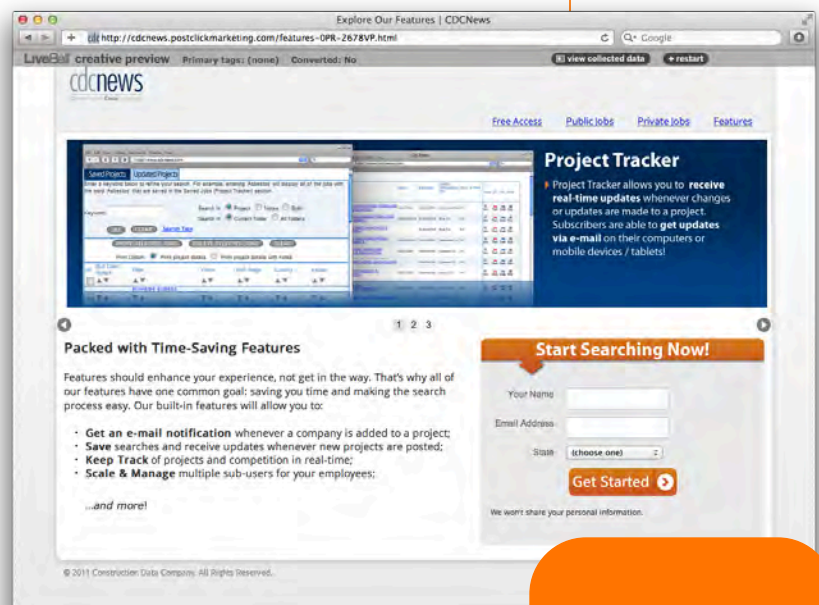 Explore Our Features | CDCNews
http://cdcnews.postclickmarketing.com/features-0PR-2678VP.html
Google
LiveBall creative preview Primary tags: (none) Converted: No
view collected data + restart
cdcnews
Free Access Public Jobs Private Jobs Features
Saved Projects Updated Projects
Project Tracker
Project Tracker allows you to receive
real-time updates whenever changes
or updates are made to a project.
Subscribers are able to get updates
via e-mail on their computers or
mobile devices / tablets!
1 2 3
Packed with Time-Saving Features
Features should enhance your experience, not get in the way. That's why all of
our features have one common goal: saving you time and making the search
process easy. Our built-in features will allow you to:
· Get an e-mail notification whenever a company is added to a project;
· Save searches and receive updates whenever new projects are posted;
· Keep Track of projects and competition in real-time;
· Scale & Manage multiple sub-users for your employees;
...and more!
Start Searching Now!
Your Name
Email Address
State (choose one)
Get Started
We won't share your personal information.
© 2011 Construction Data Company. All Rights Reserved.